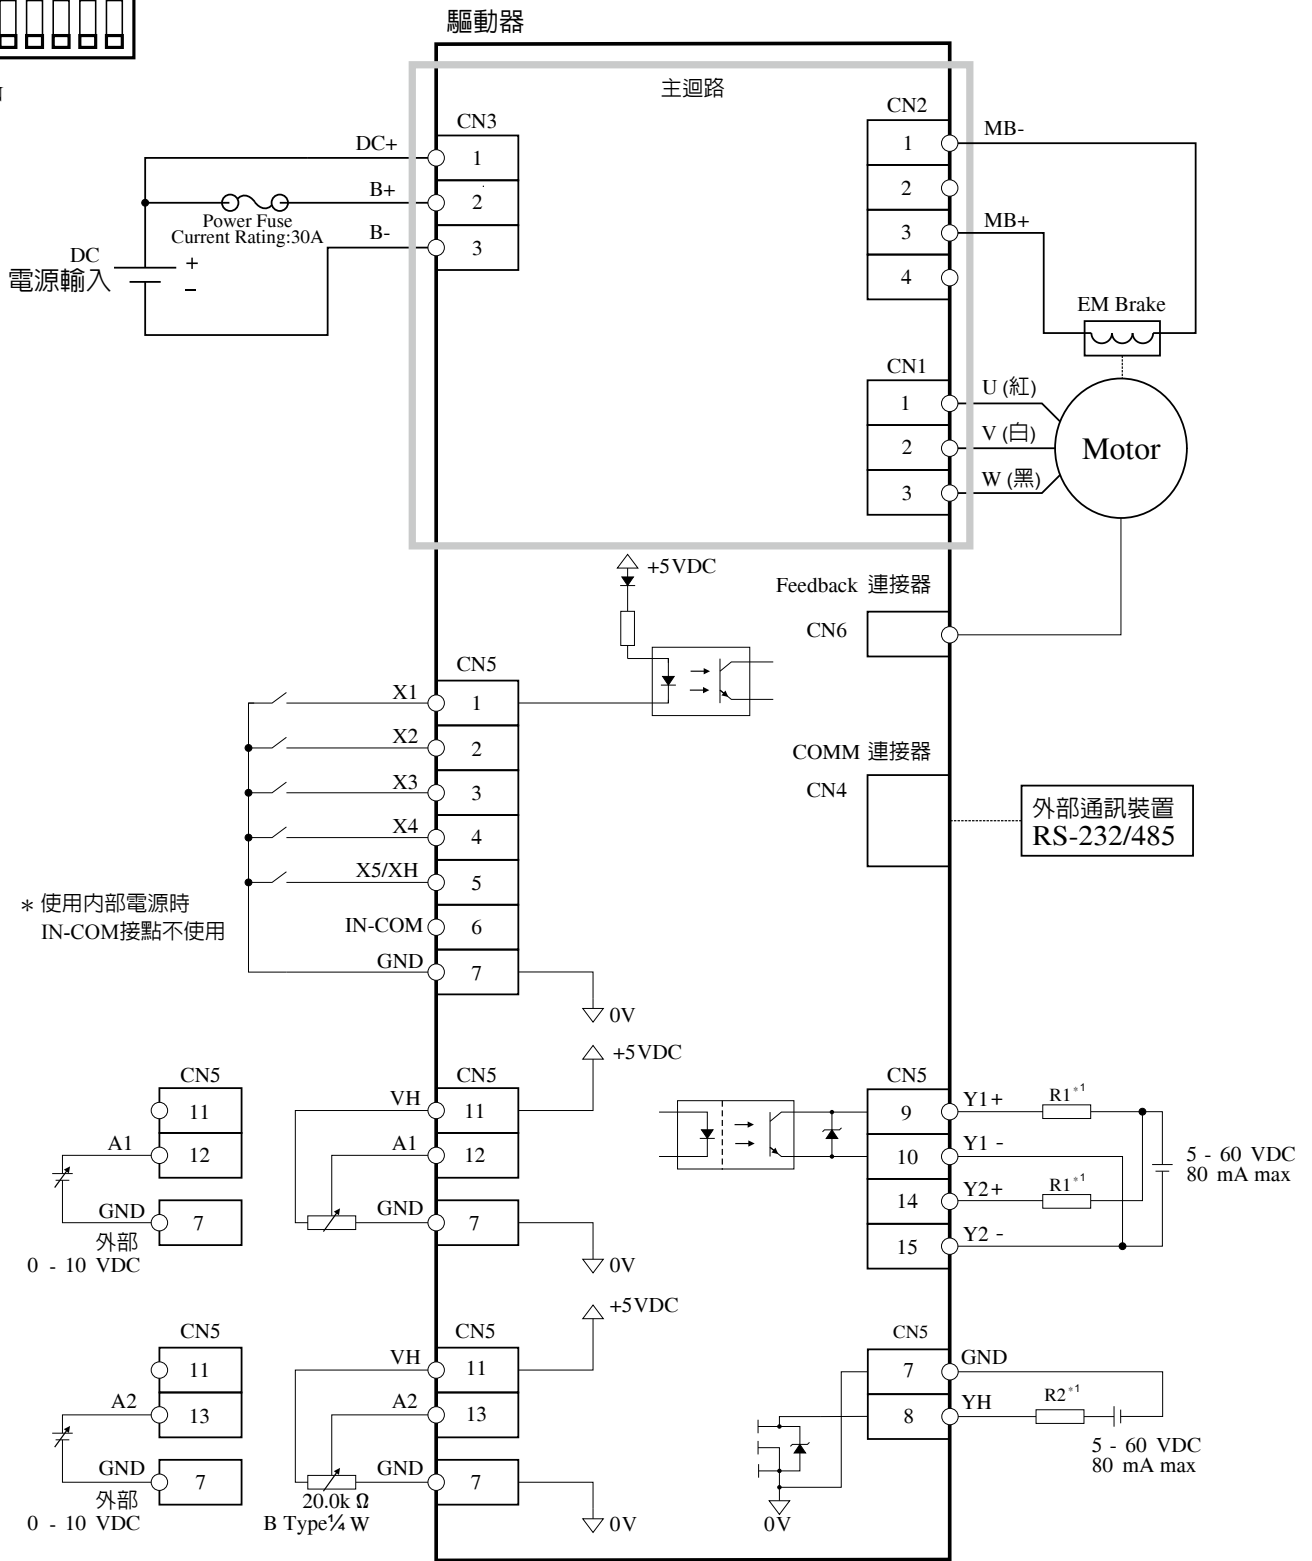 驅動器
主迴路
CN3
DC+
1
B+
2
Power Fuse
Current Rating:30A
B-
3
DC
電源輸入
+
−
CN2
1
MB-
2
3
MB+
4
EM Brake
CN1
1
U (紅)
2
V (白)
3
W (黑)
Motor
+5VDC
Feedback 連接器
CN6
CN5
X1
1
X2
2
X3
3
X4
4
X5/XH
5
IN-COM
6
GND
7
0V
* 使用內部電源時
IN-COM接點不使用
COMM 連接器
CN4
外部通訊裝置
RS-232/485
CN5
11
A1
12
GND
7
外部
0 - 10 VDC
CN5
VH
11
A1
12
GND
7
+5VDC
0V
CN5
9
Y1+
R1*1
10
Y1 -
14
Y2+
R1*1
15
Y2 -
5 - 60 VDC
80 mA max
CN5
11
A2
13
GND
7
外部
0 - 10 VDC
CN5
VH
11
A2
13
GND
7
20.0k Ω
B Type¼ W
+5VDC
0V
CN5
7
GND
8
YH
R2*1
5 - 60 VDC
80 mA max
0V